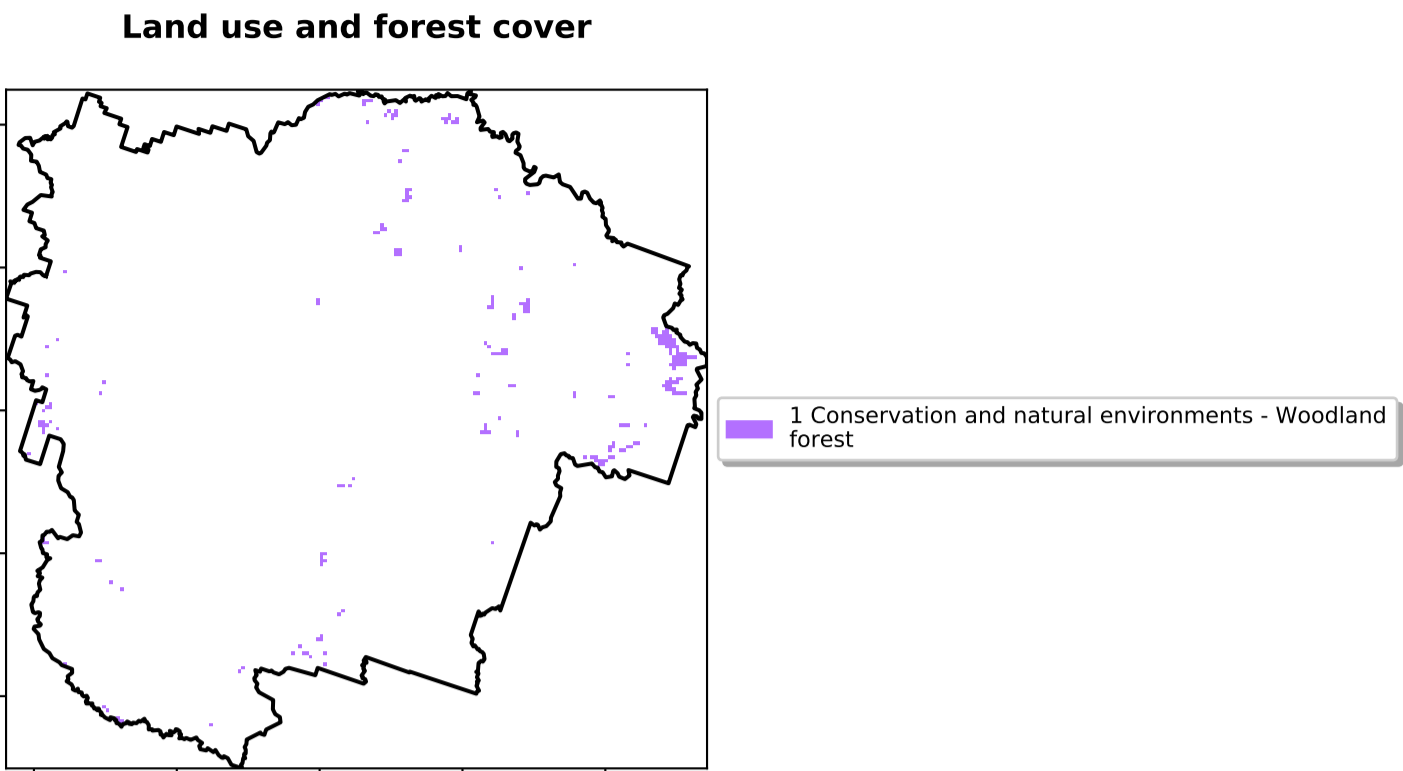 Land use and forest cover
1 Conservation and natural environments - Woodland
forest